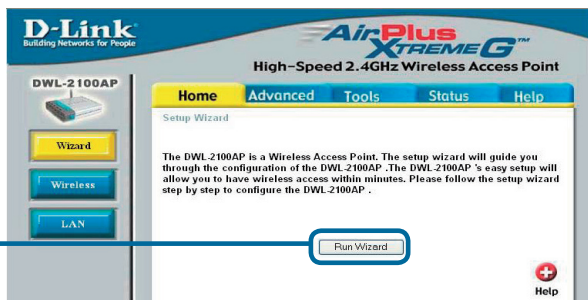 D-Link
Building Networks for People
AirPlus
XTREME G™
High-Speed 2.4GHz Wireless Access Point
DWL-2100AP
Home Advanced Tools Status Help
Setup Wizard
Wizard
Wireless
LAN
The DWL-2100AP is a Wireless Access Point. The setup wizard will guide you
through the configuration of the DWL-2100AP .The DWL-2100AP 's easy setup will
allow you to have wireless access within minutes. Please follow the setup wizard
step by step to configure the DWL-2100AP .
Run Wizard
Help